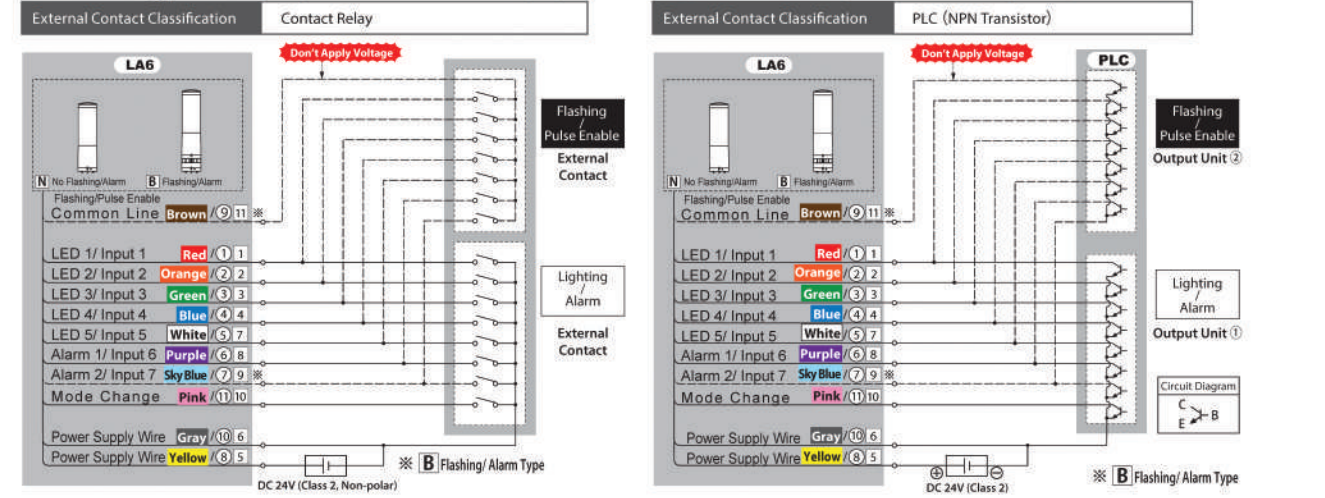 External Contact Classification Contact Relay
Don't Apply Voltage
LA6
N No Flashing/Alarm B Flashing/Alarm
Flashing/Pulse Enable
Common Line Brown /⑨ 11 ※
LED 1/ Input 1 Red /① 1
LED 2/ Input 2 Orange /② 2
LED 3/ Input 3 Green /③ 3
LED 4/ Input 4 Blue /④ 4
LED 5/ Input 5 White /⑤ 7
Alarm 1/ Input 6 Purple /⑥ 8
Alarm 2/ Input 7 Sky Blue /⑦ 9 ※
Mode Change Pink /⑪ 10
Power Supply Wire Gray /⑩ 6
Power Supply Wire Yellow /⑧ 5
DC 24V (Class 2, Non-polar)
※ B Flashing/ Alarm Type
Flashing
/
Pulse Enable
External
Contact
Lighting
/
Alarm
External
Contact
External Contact Classification PLC (NPN Transistor)
Don't Apply Voltage
LA6
PLC
N No Flashing/Alarm B Flashing/Alarm
Flashing/Pulse Enable
Common Line Brown /⑨ 11 ※
LED 1/ Input 1 Red /① 1
LED 2/ Input 2 Orange /② 2
LED 3/ Input 3 Green /③ 3
LED 4/ Input 4 Blue /④ 4
LED 5/ Input 5 White /⑤ 7
Alarm 1/ Input 6 Purple /⑥ 8
Alarm 2/ Input 7 Sky Blue /⑦ 9 ※
Mode Change Pink /⑪ 10
Power Supply Wire Gray /⑩ 6
Power Supply Wire Yellow /⑧ 5
⊕ ⊖
DC 24V (Class 2)
※ B Flashing/ Alarm Type
Flashing
/
Pulse Enable
Output Unit ②
Lighting
/
Alarm
Output Unit ①
Circuit Diagram
C
B
E